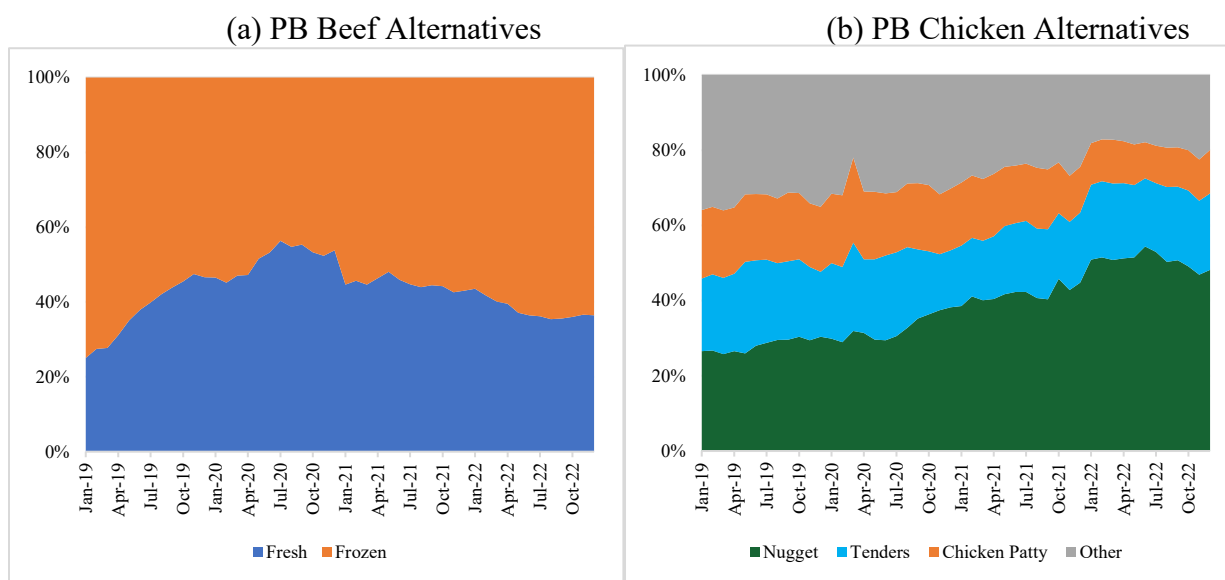 (a) PB Beef Alternatives
100%
80%
60%
40%
20%
0%
Jan-19
Apr-19
Jul-19
Oct-19
Jan-20
Apr-20
Jul-20
Oct-20
Jan-21
Apr-21
Jul-21
Oct-21
Jan-22
Apr-22
Jul-22
Oct-22
Fresh Frozen
(b) PB Chicken Alternatives
100%
80%
60%
40%
20%
0%
Jan-19
Apr-19
Jul-19
Oct-19
Jan-20
Apr-20
Jul-20
Oct-20
Jan-21
Apr-21
Jul-21
Oct-21
Jan-22
Apr-22
Jul-22
Oct-22
Nugget Tenders Chicken Patty Other